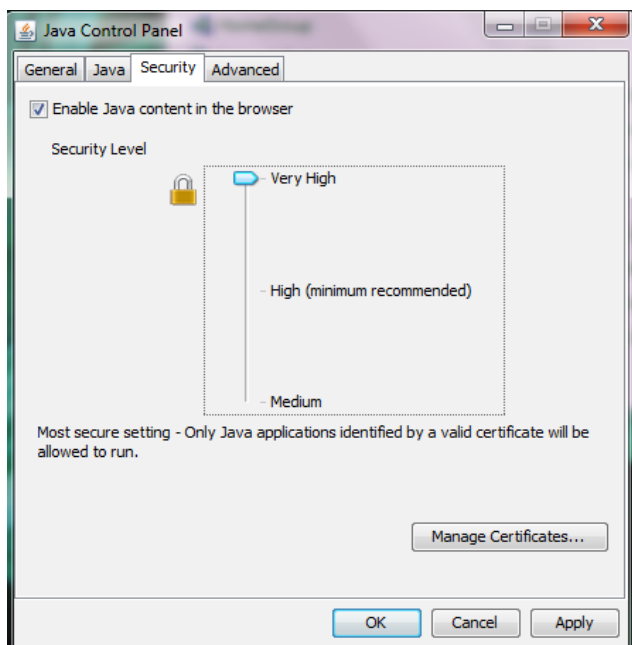 Java Control Panel
General Java Security Advanced
Enable Java content in the browser
Security Level
Very High
High (minimum recommended)
Medium
Most secure setting - Only Java applications identified by a valid certificate will be
allowed to run.
Manage Certificates...
OK Cancel Apply